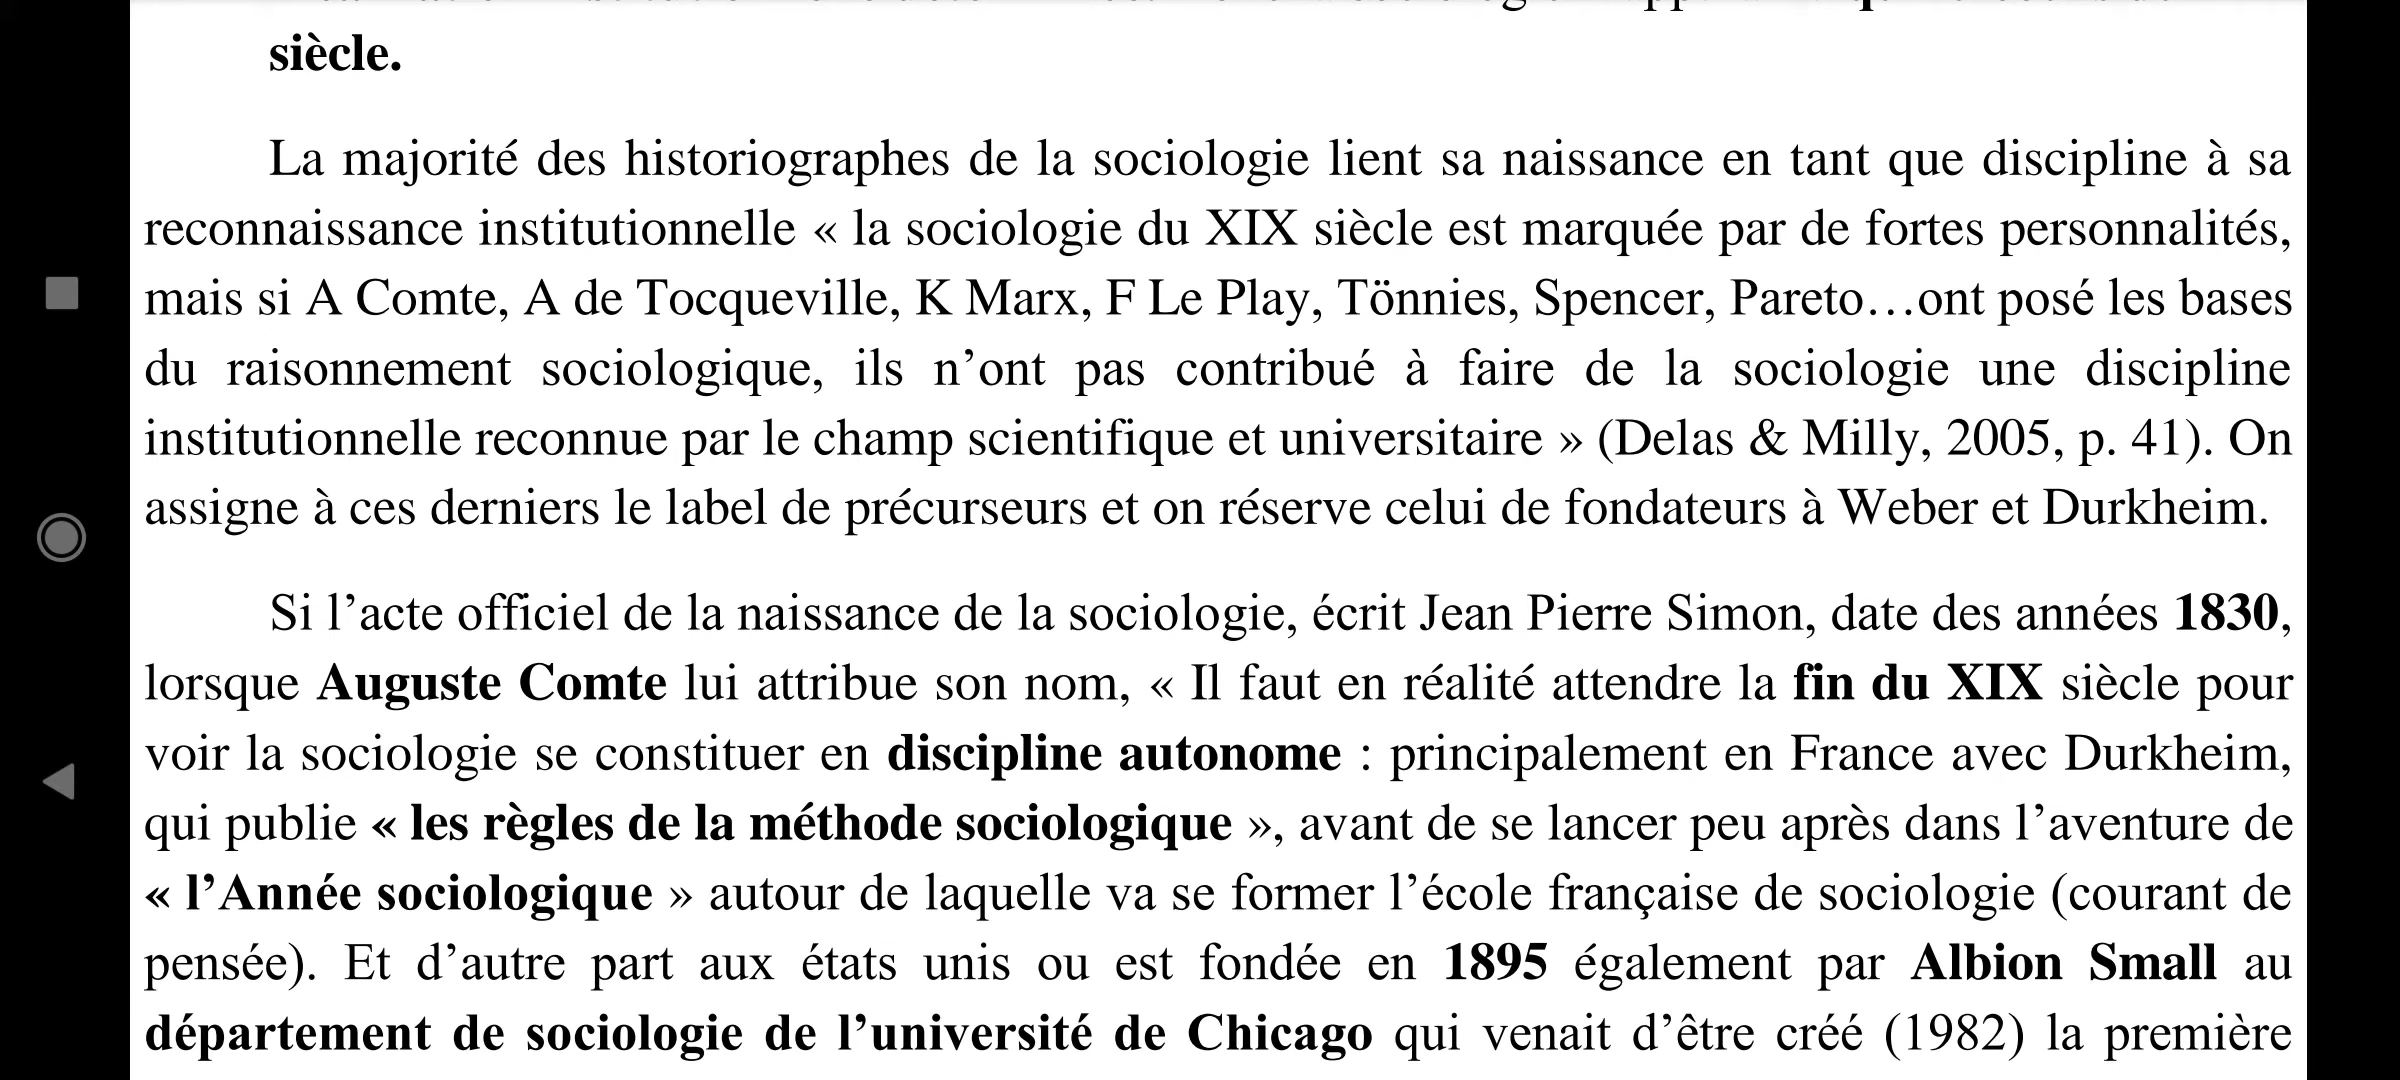 siècle.
La majorité des historiographes de la sociologie lient sa naissance en tant que discipline à sa
reconnaissance institutionnelle « la sociologie du XIX siècle est marquée par de fortes personnalités,
mais si A Comte, A de Tocqueville, K Marx, F Le Play, Tönnies, Spencer, Pareto…ont posé les bases
du raisonnement sociologique, ils n’ont pas contribué à faire de la sociologie une discipline
institutionnelle reconnue par le champ scientifique et universitaire » (Delas & Milly, 2005, p. 41). On
assigne à ces derniers le label de précurseurs et on réserve celui de fondateurs à Weber et Durkheim.
Si l’acte officiel de la naissance de la sociologie, écrit Jean Pierre Simon, date des années 1830,
lorsque Auguste Comte lui attribue son nom, « Il faut en réalité attendre la fin du XIX siècle pour
voir la sociologie se constituer en discipline autonome : principalement en France avec Durkheim,
qui publie « les règles de la méthode sociologique », avant de se lancer peu après dans l’aventure de
« l’Année sociologique » autour de laquelle va se former l’école française de sociologie (courant de
pensée). Et d’autre part aux états unis ou est fondée en 1895 également par Albion Small au
département de sociologie de l’université de Chicago qui venait d’être créé (1982) la première